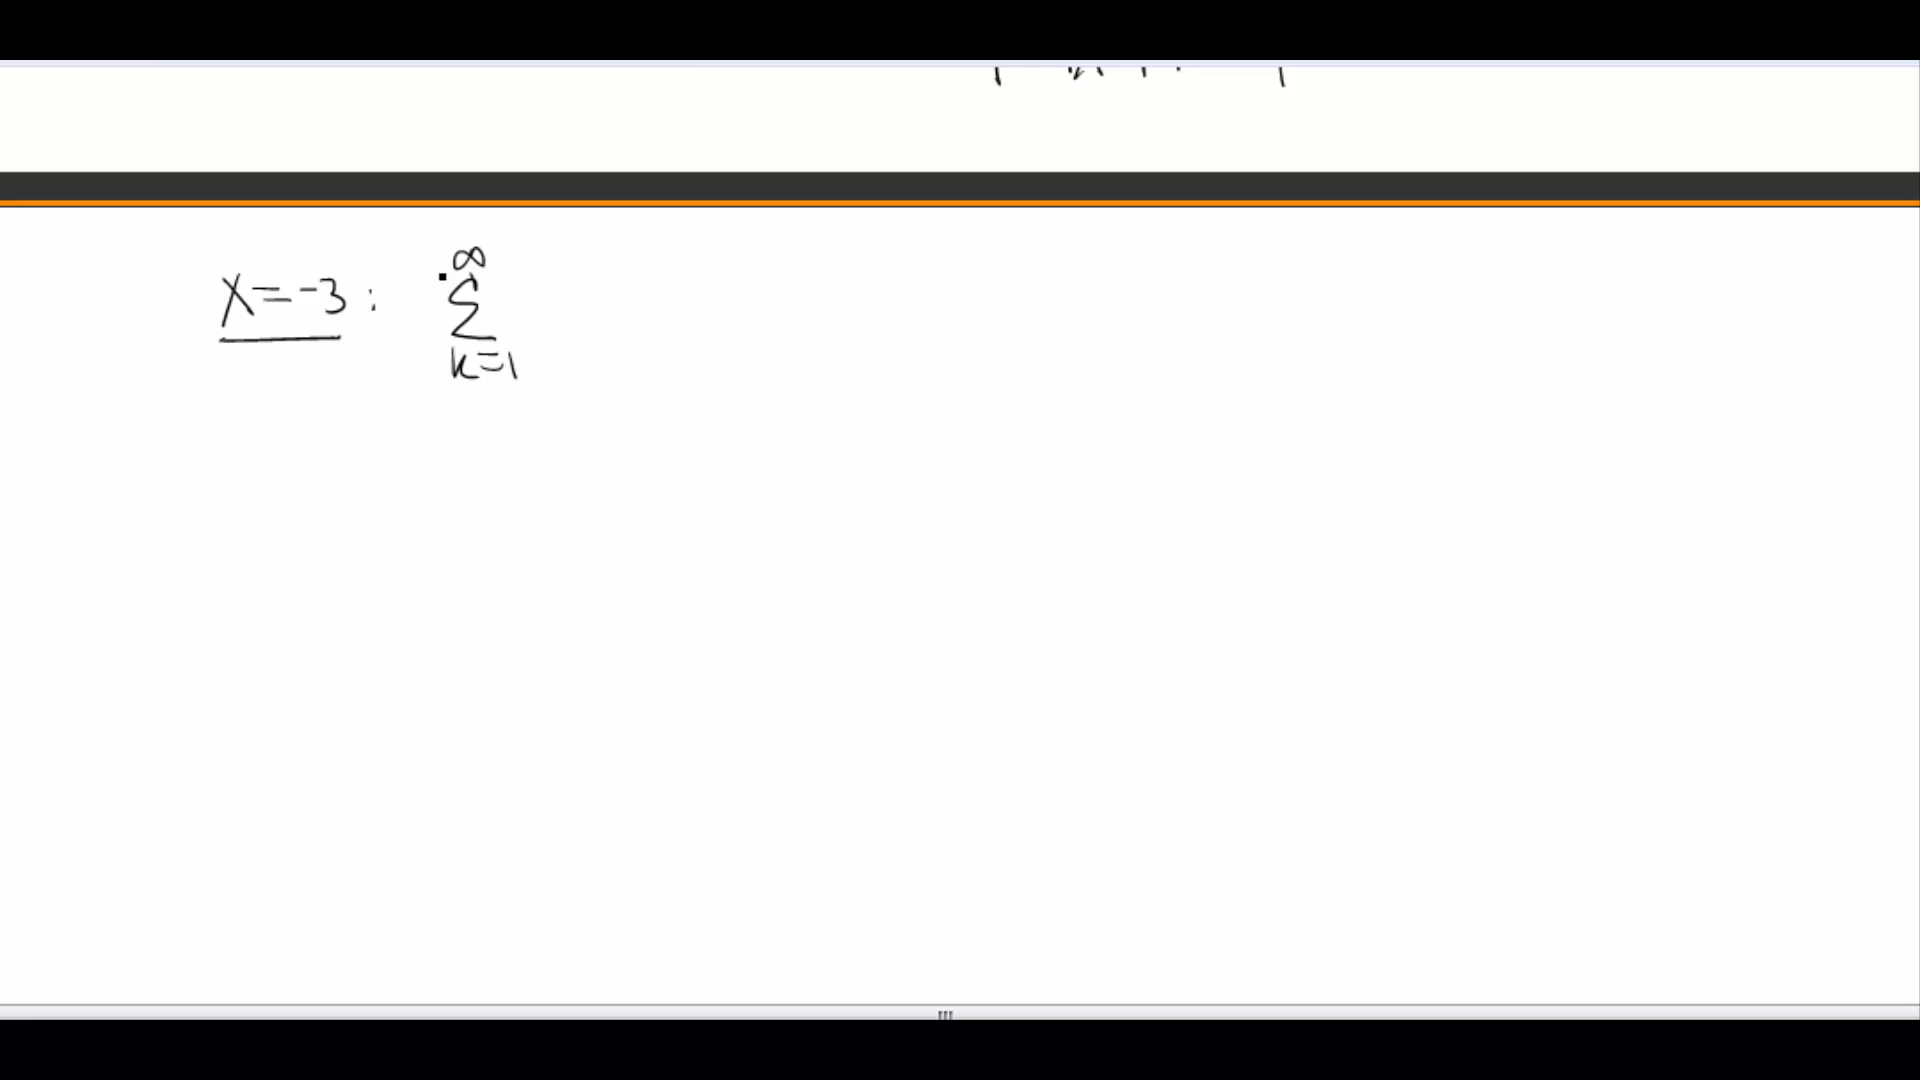 x = -3 : ∞
Σ
k=1